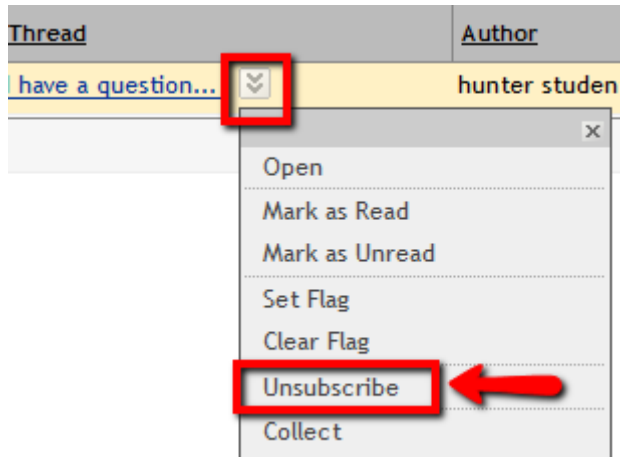 Thread Author
have a question... hunter studen
x
Open
Mark as Read
Mark as Unread
Set Flag
Clear Flag
Unsubscribe
Collect